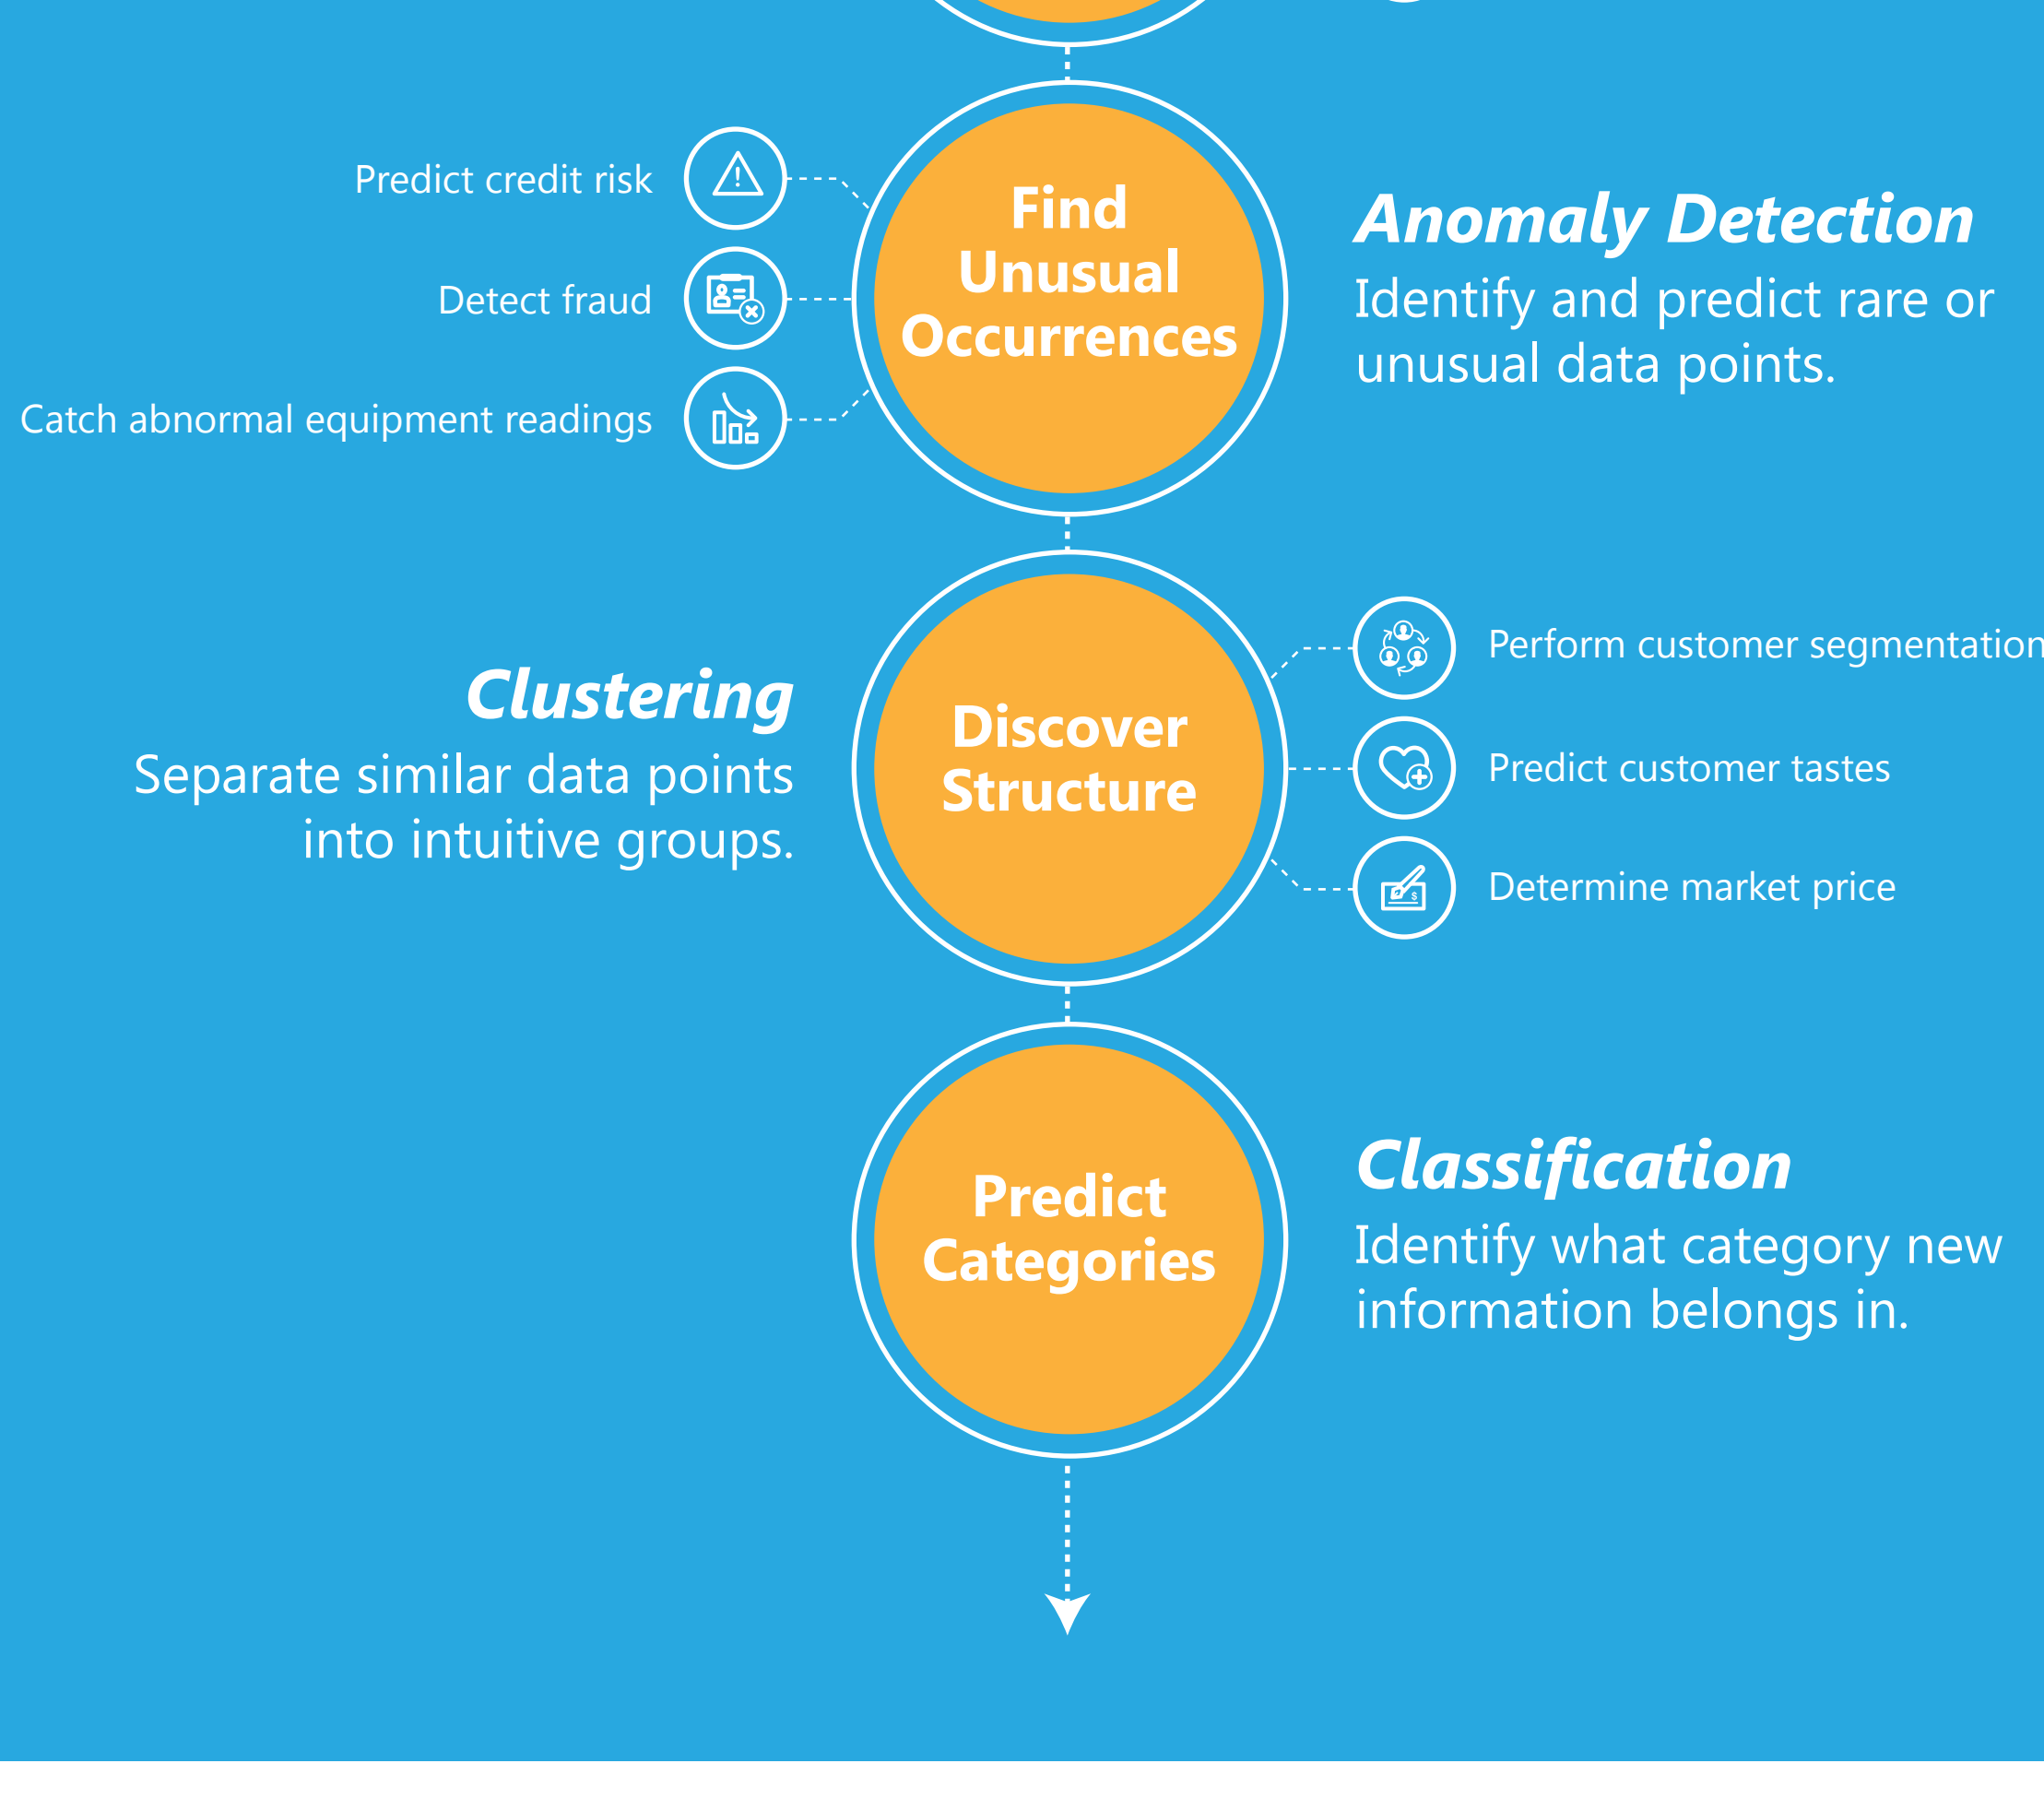 Predict credit risk
Detect fraud
Catch abnormal equipment readings
Find
Unusual
Occurrences
Anomaly Detection
Identify and predict rare or
unusual data points.
Clustering
Separate similar data points
into intuitive groups.
Discover
Structure
Perform customer segmentation
Predict customer tastes
$
Determine market price
Predict
Categories
Classification
Identify what category new
information belongs in.